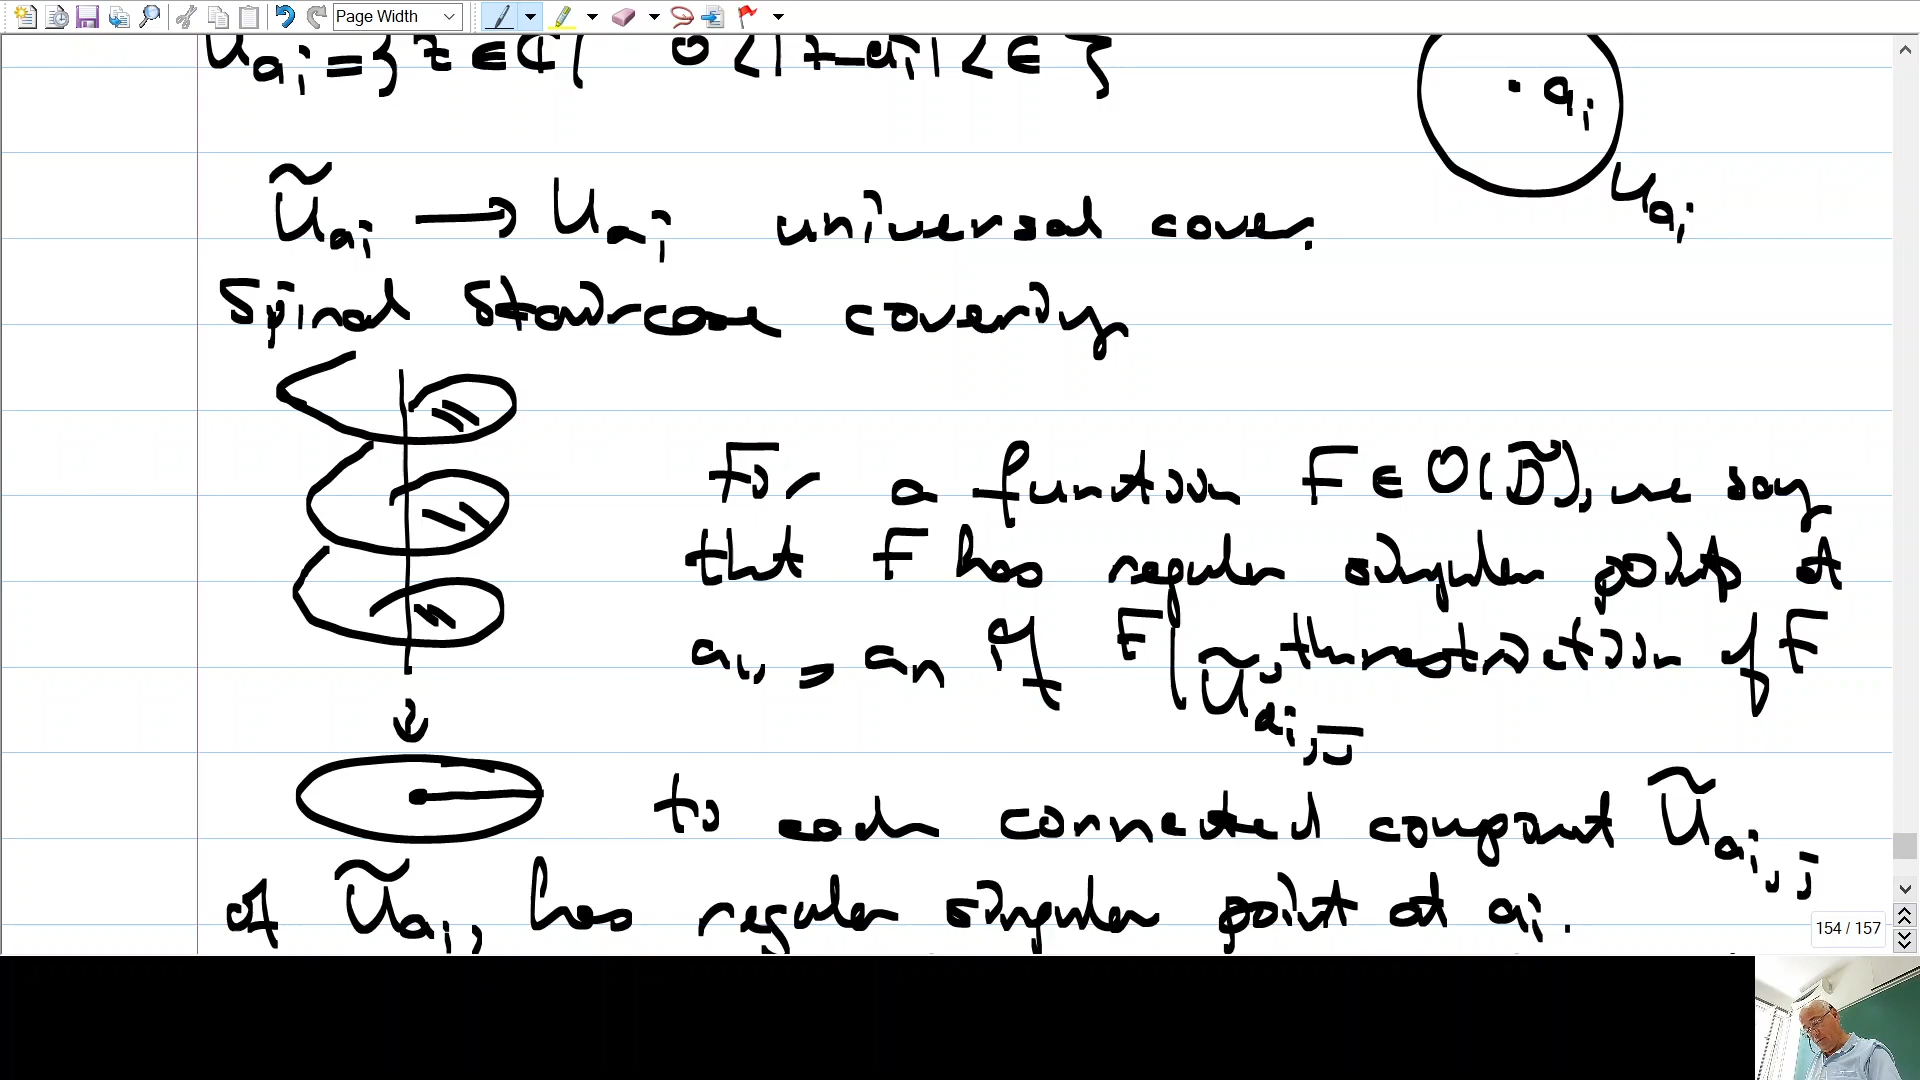 Page Width
U_{a_i} = { z ∈ ℂ | 0 < |z - a_i| < ε }
· a_i
U_{a_i}
Ũ_{a_i} → U_{a_i} universal cover.
Spiral Staircase covering
For a function F ∈ O(D̃), we say
that F has regular singular points at
a_1, ⋯, a_n if F|_{Ũ_{a_i,j}}, the restriction of F
to each connected component Ũ_{a_i,j}
of Ũ_{a_i}, has regular singular point at a_i.
154 / 157